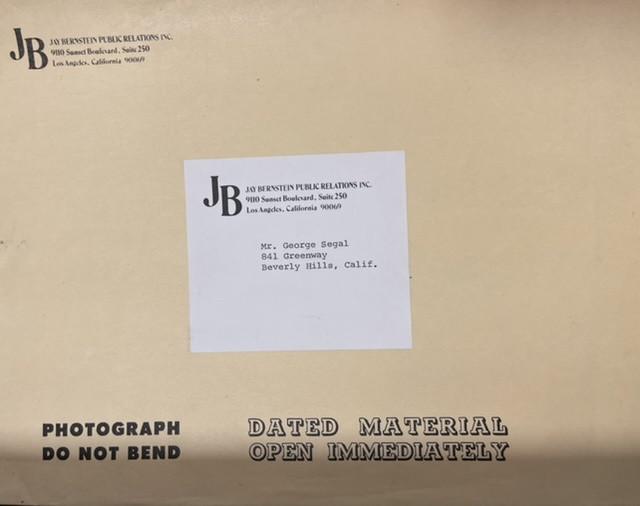 JB JAY BERNSTEIN PUBLIC RELATIONS INC.
9110 Sunset Boulevard, Suite 250
Los Angeles, California 90069
JB JAY BERNSTEIN PUBLIC RELATIONS INC.
9110 Sunset Boulevard, Suite 250
Los Angeles, California 90069
Mr. George Segal
841 Greenway
Beverly Hills, Calif.
PHOTOGRAPH
DO NOT BEND
DATED MATERIAL
OPEN IMMEDIATELY